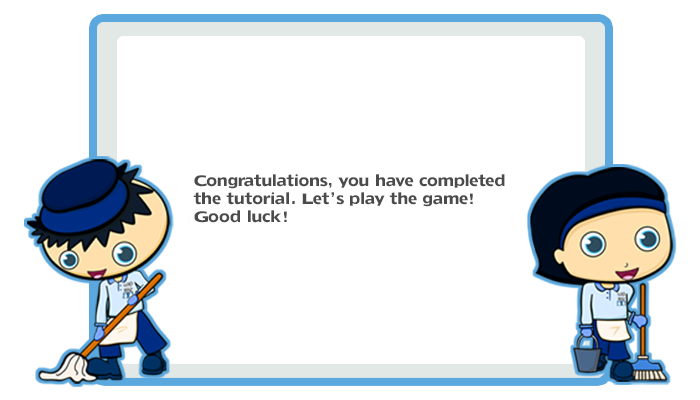 Congratulations, you have completed
the tutorial. Let's play the game!
Good luck!